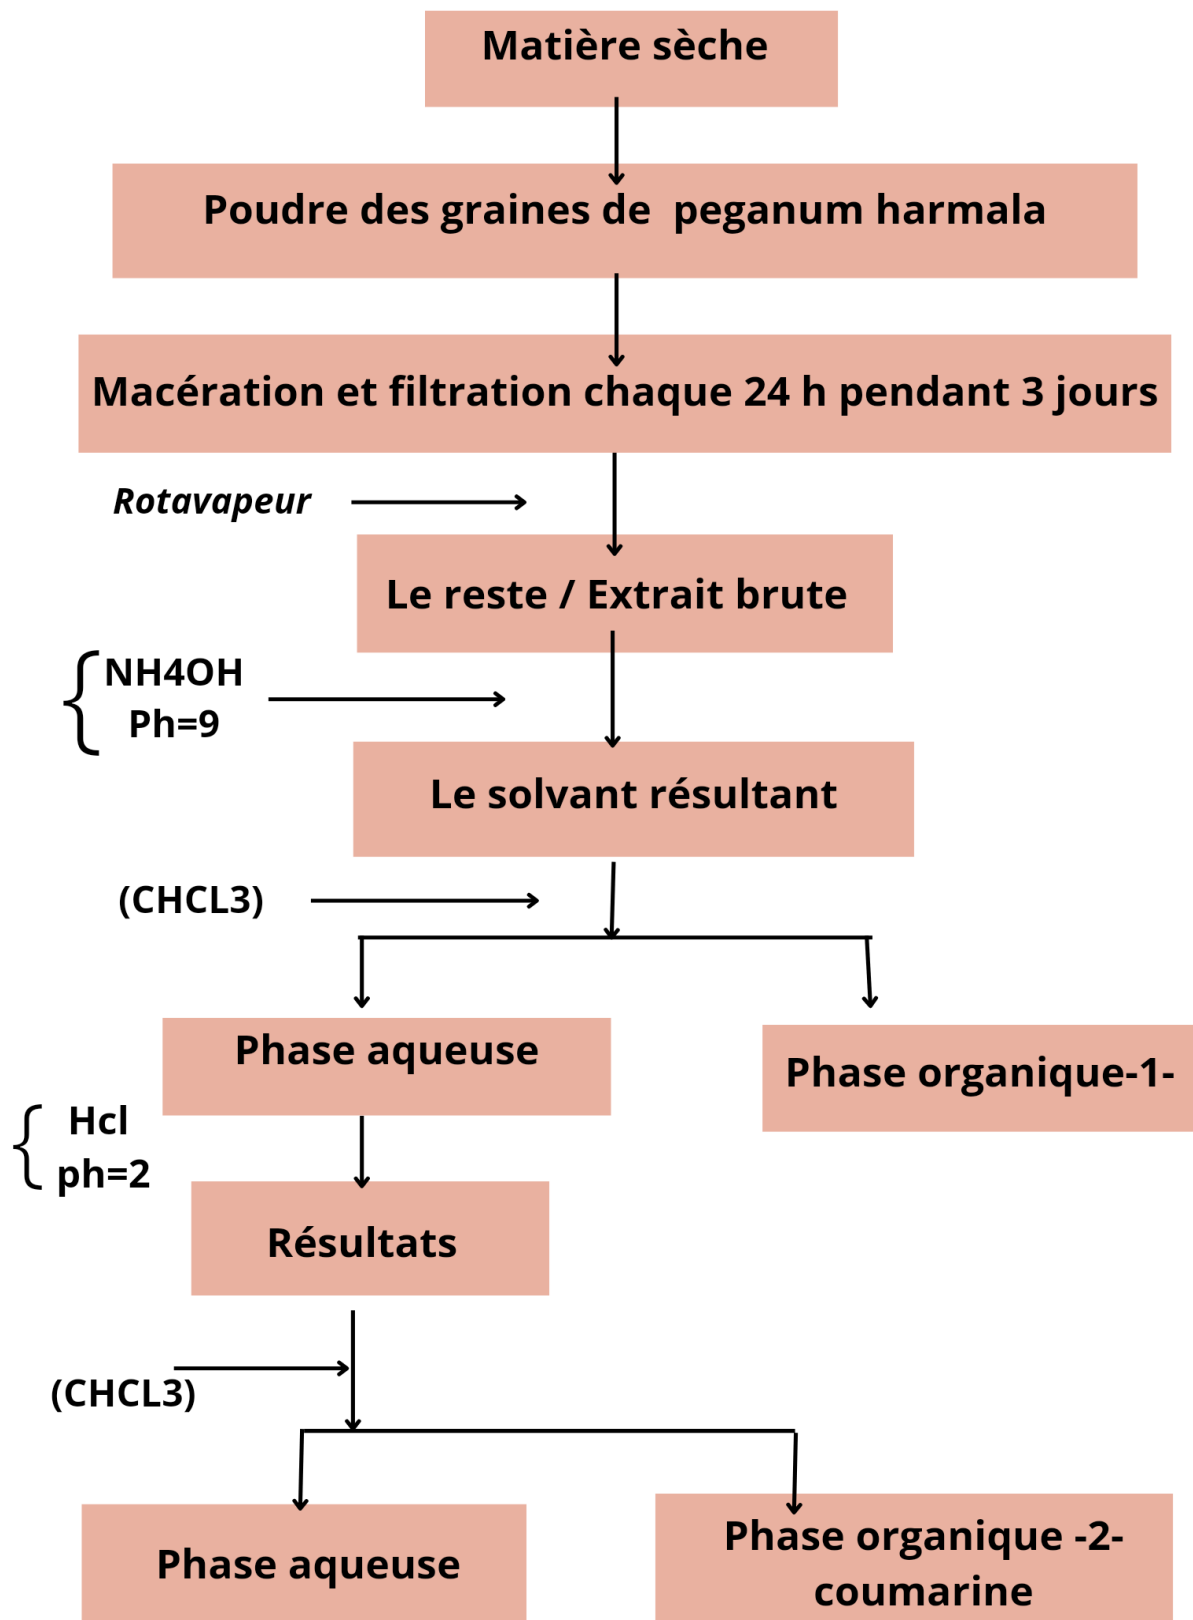 Matière sèche
Poudre des graines de peganum harmala
Macération et filtration chaque 24 h pendant 3 jours
Rotavapeur
Le reste / Extrait brute
NH4OH
Ph=9
Le solvant résultant
(CHCL3)
Phase aqueuse
Phase organique-1-
Hcl
ph=2
Résultats
(CHCL3)
Phase aqueuse
Phase organique -2-
coumarine